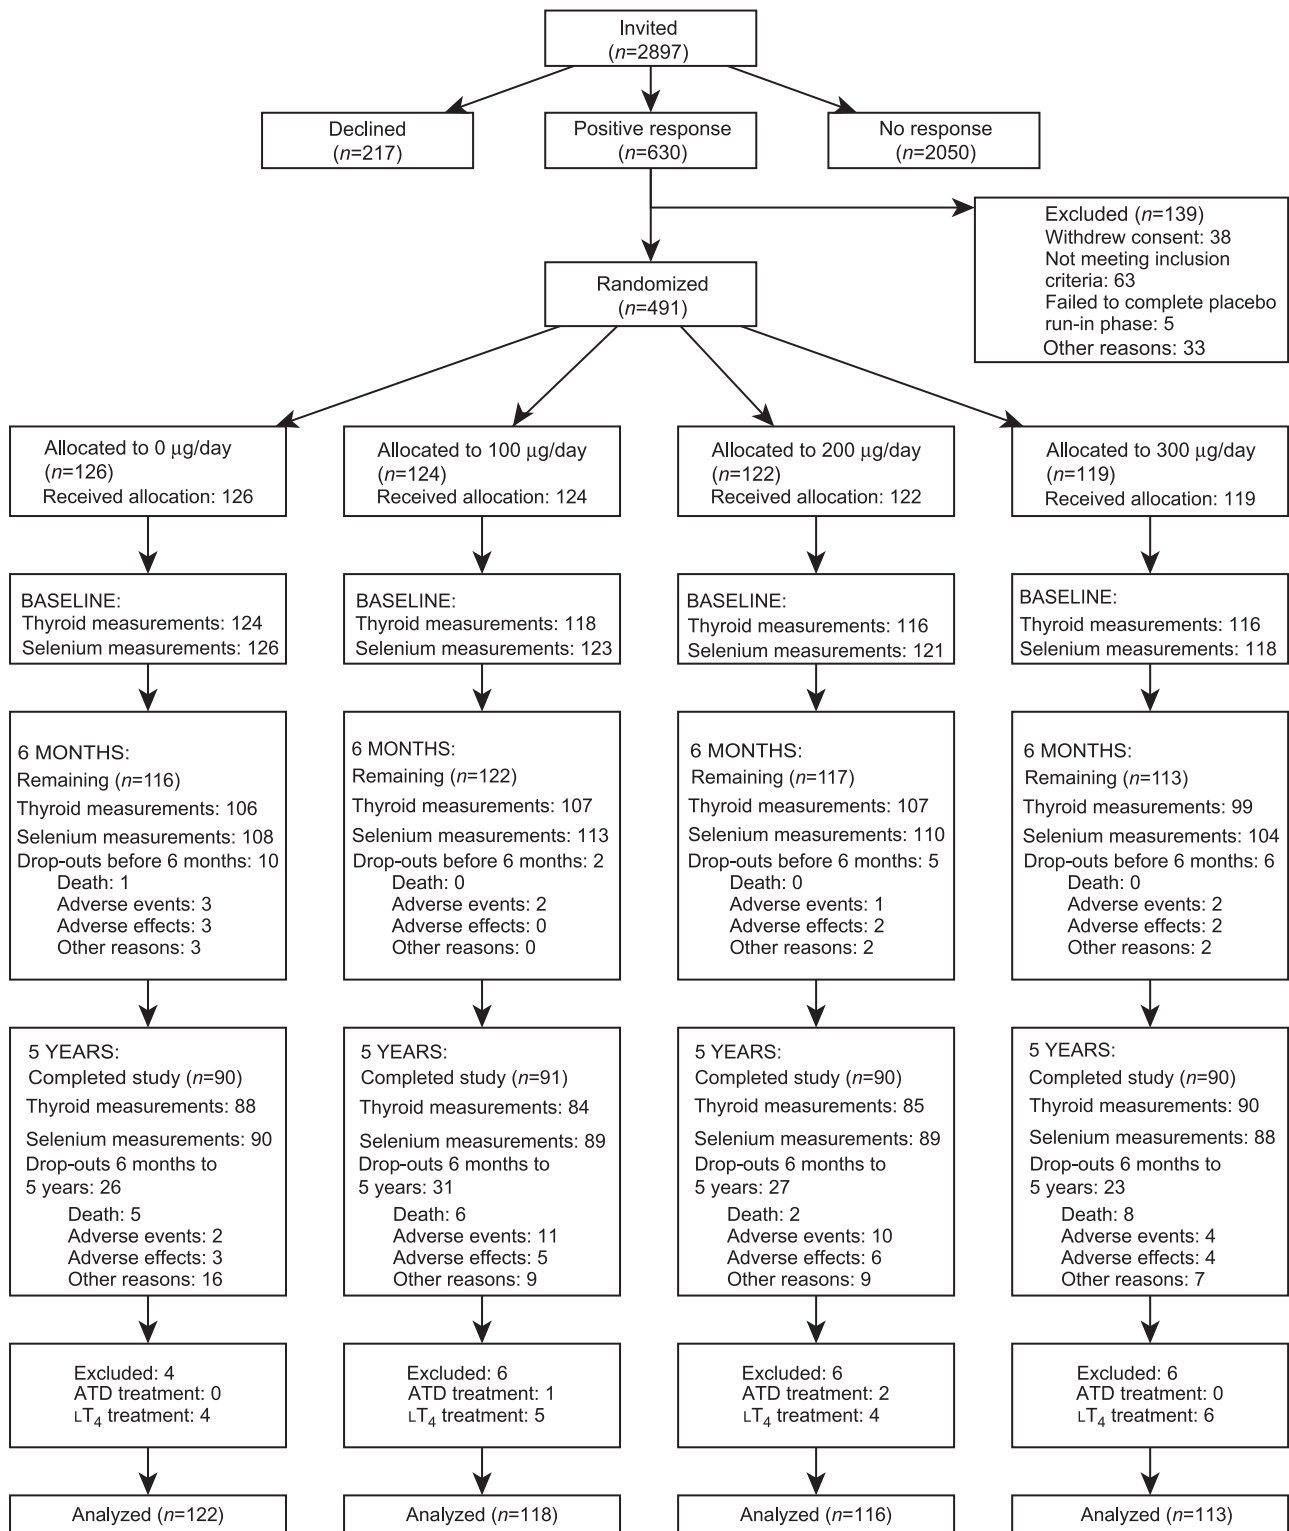 Invited
(n=2897)
Declined
(n=217)
Positive response
(n=630)
No response
(n=2050)
Excluded (n=139)
Withdrew consent: 38
Not meeting inclusion
criteria: 63
Failed to complete placebo
run-in phase: 5
Other reasons: 33
Randomized
(n=491)
Allocated to 0 μg/day
(n=126)
Received allocation: 126
Allocated to 100 μg/day
(n=124)
Received allocation: 124
Allocated to 200 μg/day
(n=122)
Received allocation: 122
Allocated to 300 μg/day
(n=119)
Received allocation: 119
BASELINE:
Thyroid measurements: 124
Selenium measurements: 126
BASELINE:
Thyroid measurements: 118
Selenium measurements: 123
BASELINE:
Thyroid measurements: 116
Selenium measurements: 121
BASELINE:
Thyroid measurements: 116
Selenium measurements: 118
6 MONTHS:
Remaining (n=116)
Thyroid measurements: 106
Selenium measurements: 108
Drop-outs before 6 months: 10
Death: 1
Adverse events: 3
Adverse effects: 3
Other reasons: 3
6 MONTHS:
Remaining (n=122)
Thyroid measurements: 107
Selenium measurements: 113
Drop-outs before 6 months: 2
Death: 0
Adverse events: 2
Adverse effects: 0
Other reasons: 0
6 MONTHS:
Remaining (n=117)
Thyroid measurements: 107
Selenium measurements: 110
Drop-outs before 6 months: 5
Death: 0
Adverse events: 1
Adverse effects: 2
Other reasons: 2
6 MONTHS:
Remaining (n=113)
Thyroid measurements: 99
Selenium measurements: 104
Drop-outs before 6 months: 6
Death: 0
Adverse events: 2
Adverse effects: 2
Other reasons: 2
5 YEARS:
Completed study (n=90)
Thyroid measurements: 88
Selenium measurements: 90
Drop-outs 6 months to
5 years: 26
Death: 5
Adverse events: 2
Adverse effects: 3
Other reasons: 16
5 YEARS:
Completed study (n=91)
Thyroid measurements: 84
Selenium measurements: 89
Drop-outs 6 months to
5 years: 31
Death: 6
Adverse events: 11
Adverse effects: 5
Other reasons: 9
5 YEARS:
Completed study (n=90)
Thyroid measurements: 85
Selenium measurements: 89
Drop-outs 6 months to
5 years: 27
Death: 2
Adverse events: 10
Adverse effects: 6
Other reasons: 9
5 YEARS:
Completed study (n=90)
Thyroid measurements: 90
Selenium measurements: 88
Drop-outs 6 months to
5 years: 23
Death: 8
Adverse events: 4
Adverse effects: 4
Other reasons: 7
Excluded: 4
ATD treatment: 0
LT4 treatment: 4
Excluded: 6
ATD treatment: 1
LT4 treatment: 5
Excluded: 6
ATD treatment: 2
LT4 treatment: 4
Excluded: 6
ATD treatment: 0
LT4 treatment: 6
Analyzed (n=122)
Analyzed (n=118)
Analyzed (n=116)
Analyzed (n=113)